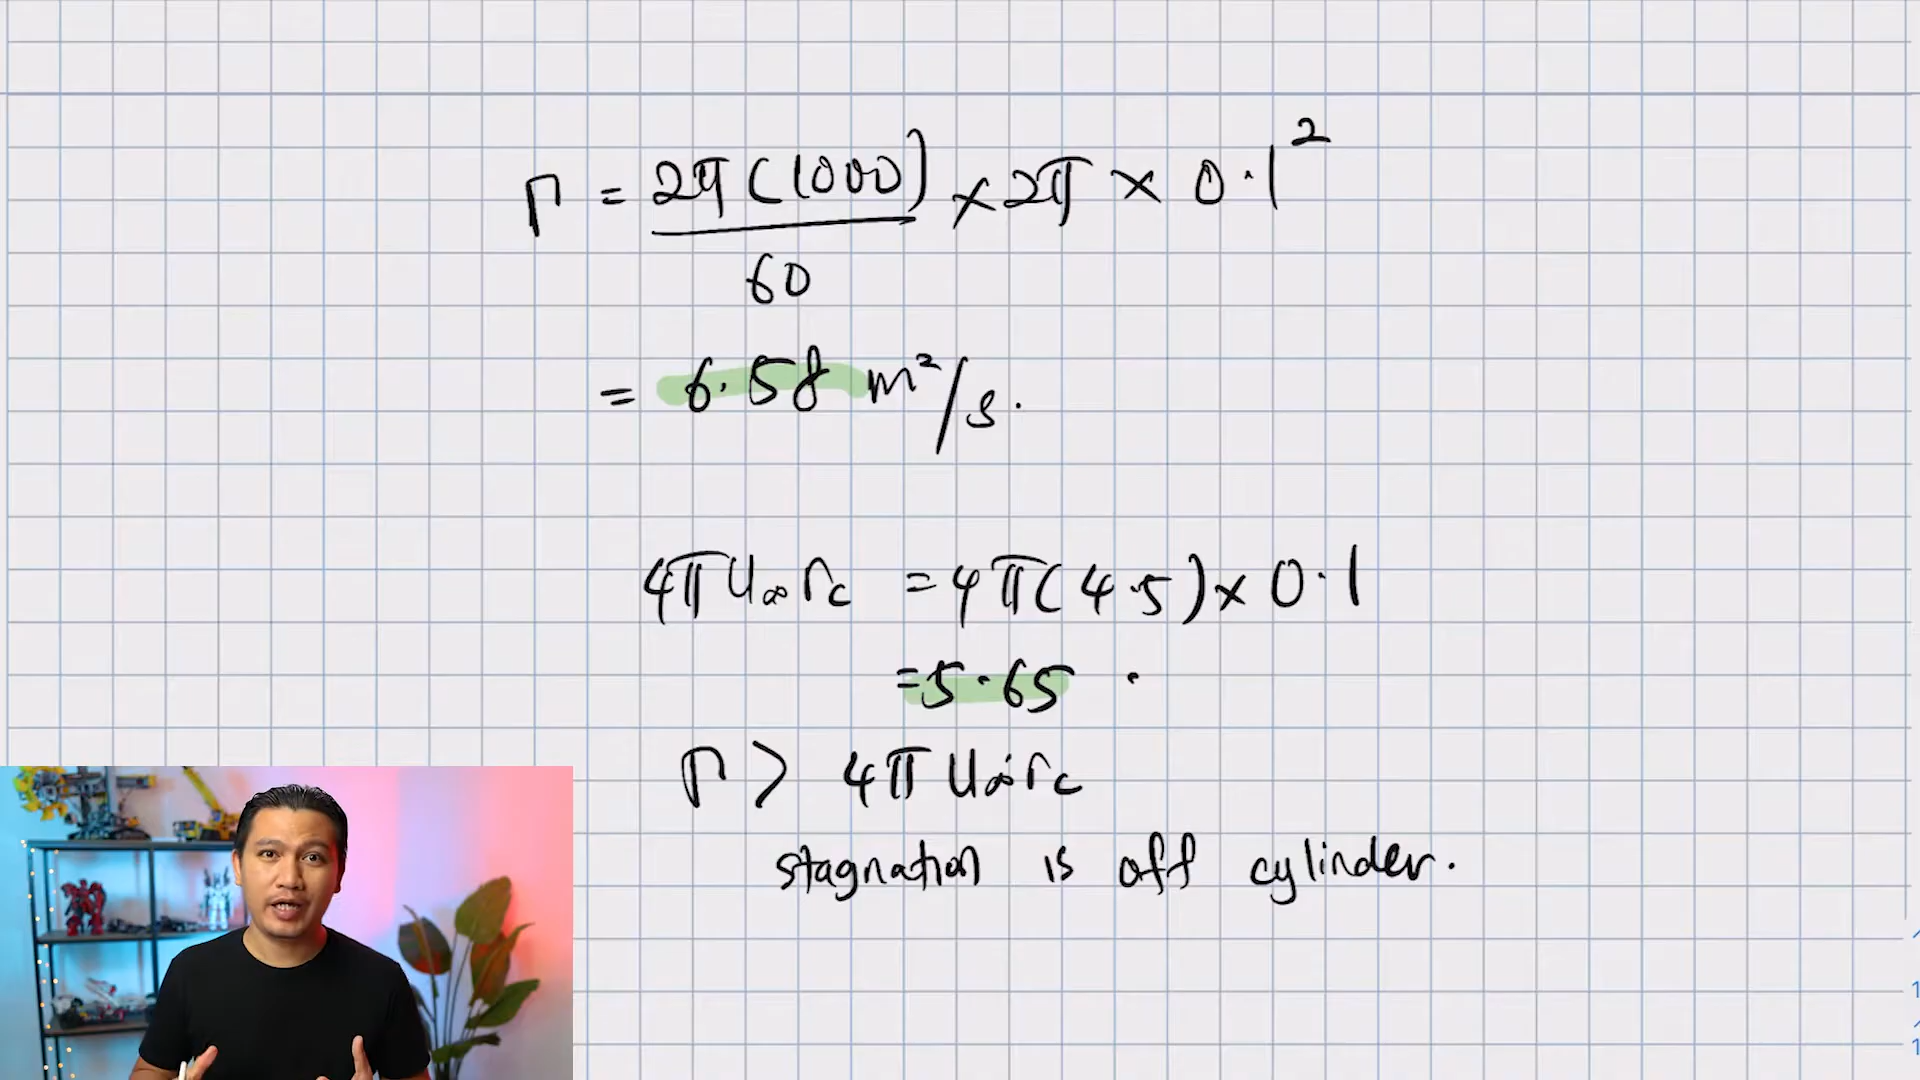 Γ = 2π(1000)/60 × 2π × 0.1²
= 6.58 m²/s.
4πU∞rc = 4π(4.5) × 0.1
= 5.65 .
Γ > 4πU∞rc
stagnation is off cylinder.